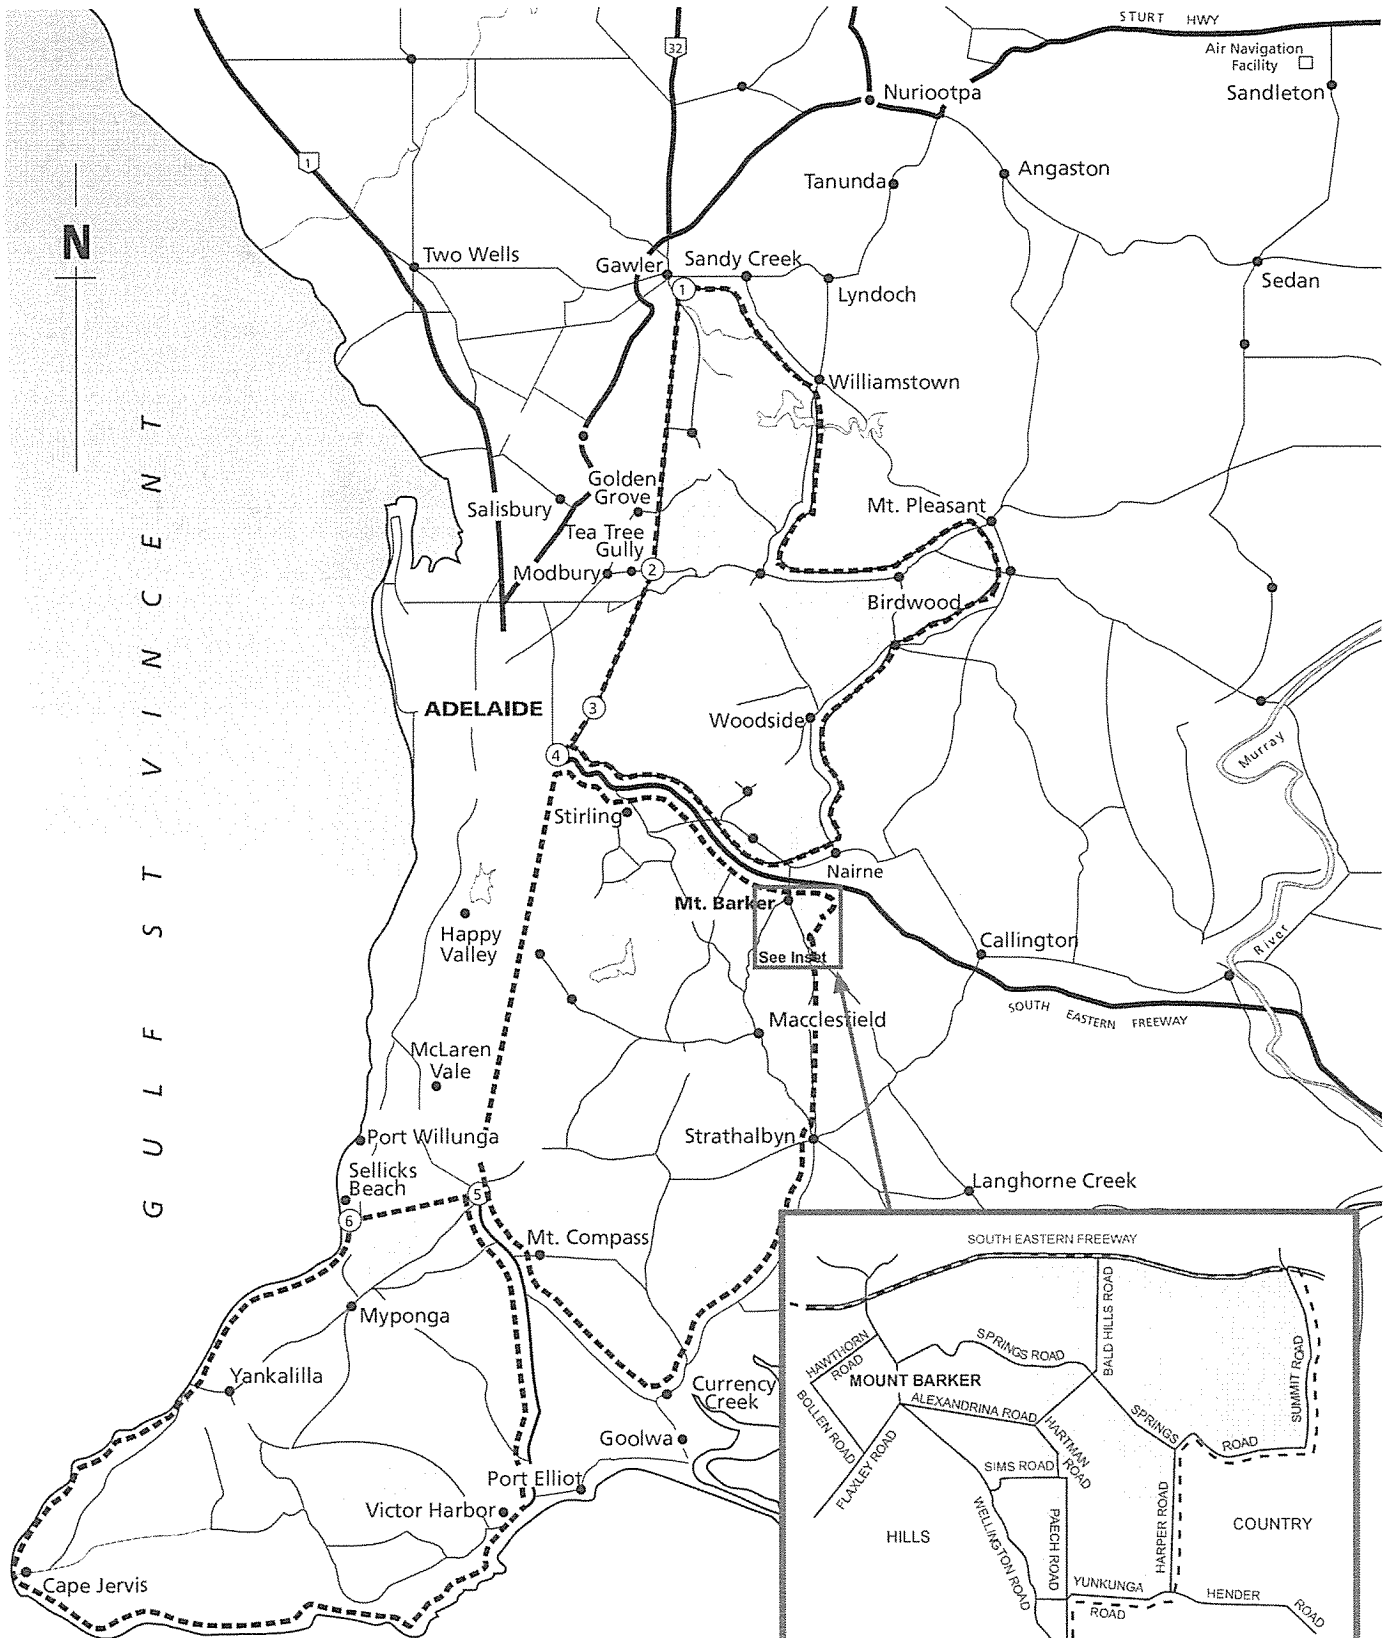 STURT HWY
32
Air Navigation
Facility
Nuriootpa
Sandleton
1
Tanunda
Angaston
N
Two Wells
Gawler
Sandy Creek
Sedan
1
Lyndoch
Williamstown
GULF ST VINCENT
Golden
Grove
Salisbury
Mt. Pleasant
Tea Tree
Gully
Modbury
2
Birdwood
ADELAIDE
3
Woodside
4
Murray
Stirling
Nairne
Mt. Barker
Happy
Valley
Callington
River
See Inset
SOUTH EASTERN FREEWAY
Macclesfield
McLaren
Vale
Port Willunga
Strathalbyn
Sellicks
Beach
Langhorne Creek
5
6
Mt. Compass
Myponga
Yankalilla
Currency
Creek
Goolwa
Port Elliot
Victor Harbor
Cape Jervis
SOUTH EASTERN FREEWAY
BALD HILLS ROAD
HAWTHORN
ROAD
SPRINGS ROAD
SUMMIT ROAD
MOUNT BARKER
BOLLEN ROAD
ALEXANDRINA ROAD
SPRINGS
ROAD
HARTMAN
ROAD
FLAXLEY ROAD
SIMS ROAD
HARPER ROAD
WELLINGTON ROAD
PAECH ROAD
HILLS
COUNTRY
YUNKUNGA
ROAD
HENDER
ROAD